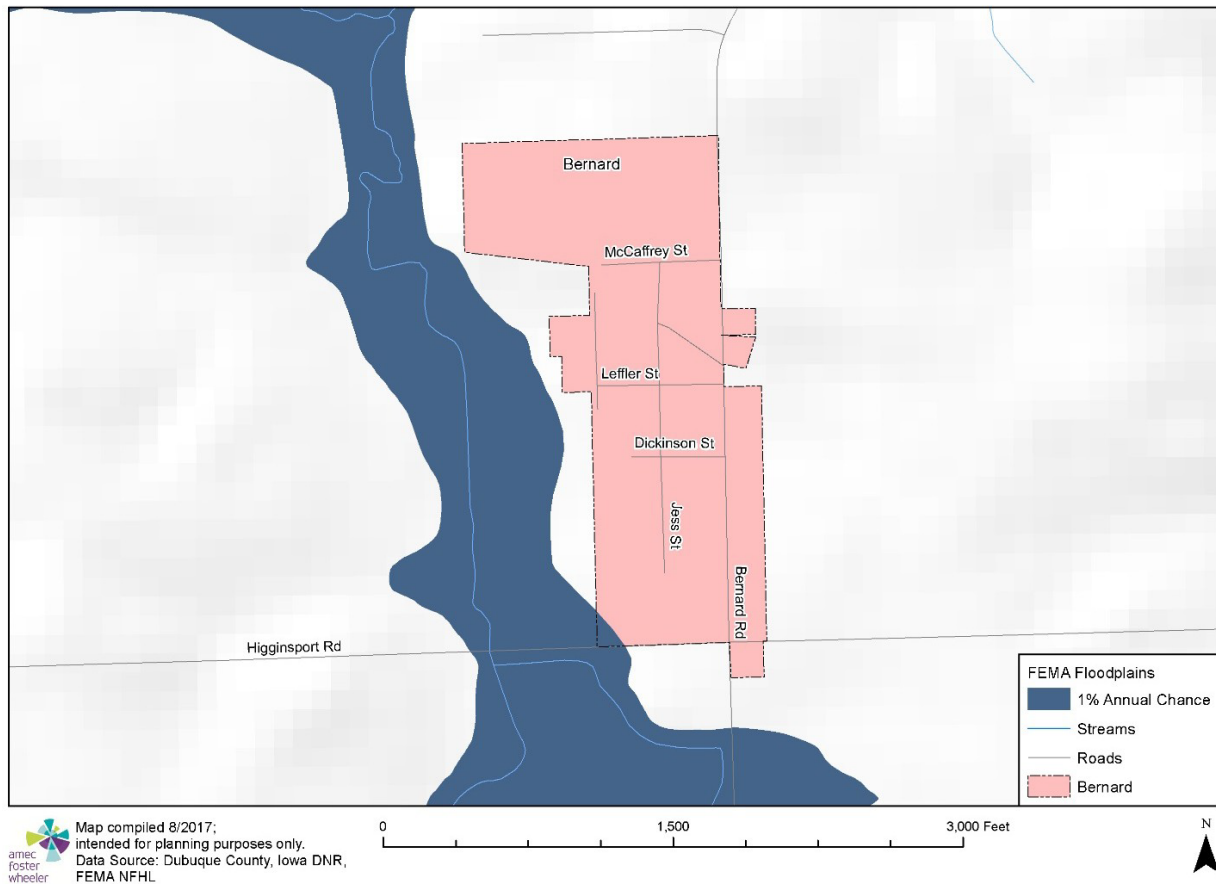 Bernard
McCaffrey St
Leffler St
Dickinson St
Jess St
Bernard Rd
Higginsport Rd
FEMA Floodplains
1% Annual Chance
Streams
Roads
Bernard
amec
foster
wheeler
Map compiled 8/2017;
intended for planning purposes only.
Data Source: Dubuque County, Iowa DNR,
FEMA NFHL
0
1,500
3,000 Feet
N